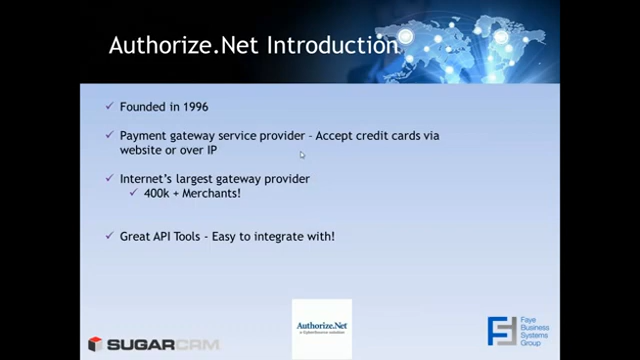 Authorize.Net Introduction
Founded in 1996
Payment gateway service provider – Accept credit cards via
website or over IP
Internet's largest gateway provider
400k + Merchants!
Great API Tools – Easy to integrate with!
SUGARCRM
Authorize.Net
a CyberSource solution
Faye
Business
Systems
Group